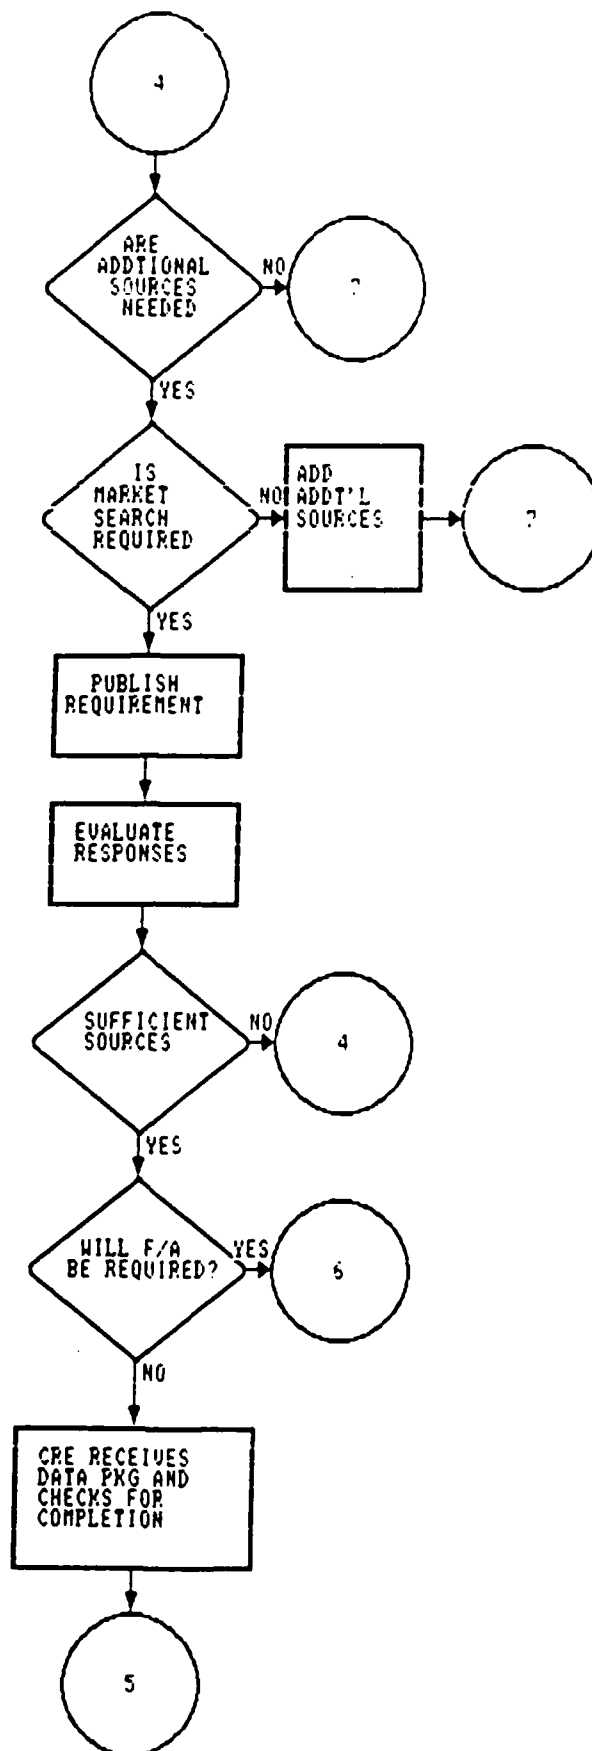 4
ARE
ADDTIONAL
SOURCES
NEEDED
NO
7
YES
IS
MARKET
SEARCH
REQUIRED
NO
ADD
ADDT'L
SOURCES
7
YES
PUBLISH
REQUIREMENT
EVALUATE
RESPONSES
SUFFICIENT
SOURCES
NO
4
YES
WILL F/A
BE REQUIRED?
YES
6
NO
CRE RECEIVES
DATA PKG AND
CHECKS FOR
COMPLETION
5